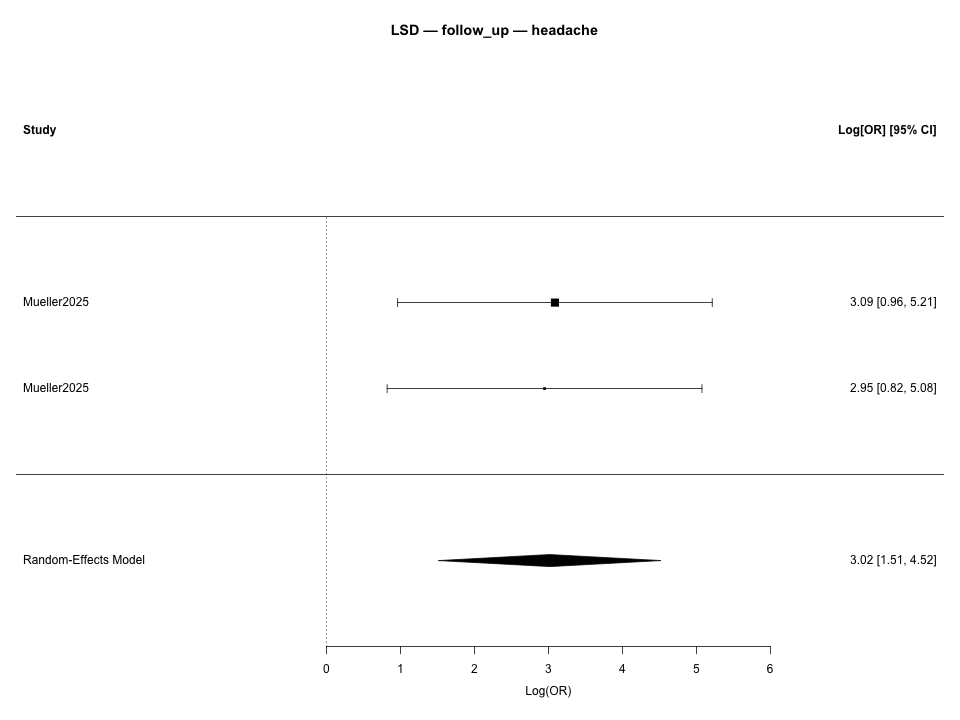 LSD — follow_up — headache
Study Log[OR] [95% CI]
Mueller2025 3.09 [0.96, 5.21]
Mueller2025 2.95 [0.82, 5.08]
Random-Effects Model 3.02 [1.51, 4.52]
0 1 2 3 4 5 6
Log(OR)